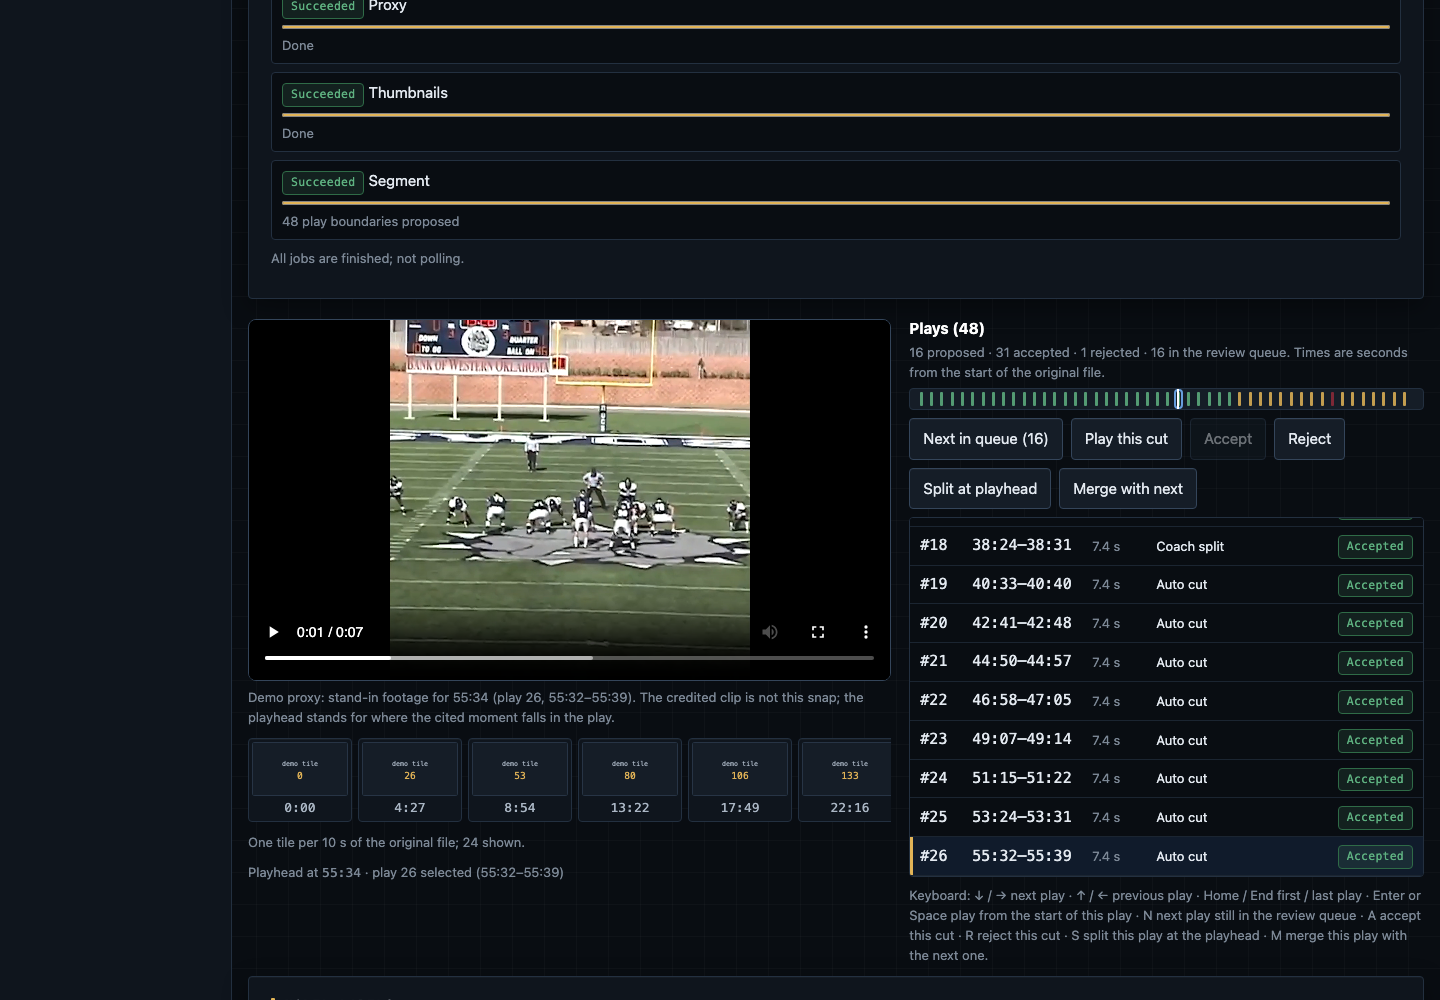 Succeeded Proxy
Done
Succeeded Thumbnails
Done
Succeeded Segment
48 play boundaries proposed
All jobs are finished; not polling.
DOWN
TO GO
QUARTER
BALL ON
BANK OF WESTERN OKLAHOMA
0:01 / 0:07
Demo proxy: stand-in footage for 55:34 (play 26, 55:32–55:39). The credited clip is not this snap; the
playhead stands for where the cited moment falls in the play.
demo tile
0
0:00
demo tile
26
4:27
demo tile
53
8:54
demo tile
80
13:22
demo tile
106
17:49
demo tile
133
22:16
One tile per 10 s of the original file; 24 shown.
Playhead at 55:34 · play 26 selected (55:32–55:39)
Plays (48)
16 proposed · 31 accepted · 1 rejected · 16 in the review queue. Times are seconds
from the start of the original file.
Next in queue (16) Play this cut Accept Reject
Split at playhead Merge with next
#18 38:24–38:31 7.4 s Coach split Accepted
#19 40:33–40:40 7.4 s Auto cut Accepted
#20 42:41–42:48 7.4 s Auto cut Accepted
#21 44:50–44:57 7.4 s Auto cut Accepted
#22 46:58–47:05 7.4 s Auto cut Accepted
#23 49:07–49:14 7.4 s Auto cut Accepted
#24 51:15–51:22 7.4 s Auto cut Accepted
#25 53:24–53:31 7.4 s Auto cut Accepted
#26 55:32–55:39 7.4 s Auto cut Accepted
Keyboard: ↓ / → next play · ↑ / ← previous play · Home / End first / last play · Enter or
Space play from the start of this play · N next play still in the review queue · A accept
this cut · R reject this cut · S split this play at the playhead · M merge this play with
the next one.